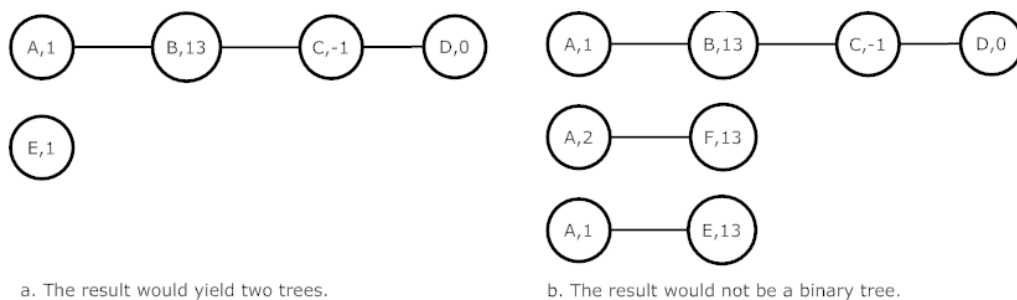 A,1 B,13 C,-1 D,0
E,1
a. The result would yield two trees.
A,1 B,13 C,-1 D,0
A,2 F,13
A,1 E,13
b. The result would not be a binary tree.